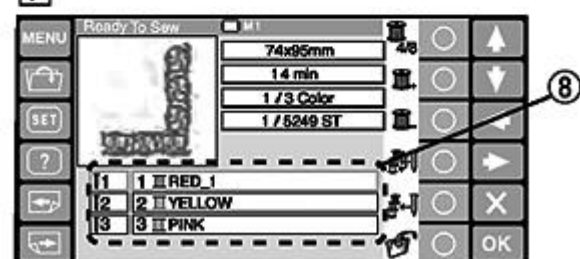 MENU
Ready To Sew M1
74x95mm
14 min
1 / 3 Color
1 / 5249 ST
4/6
SET
?
⑧
1 1 RED_1
2 2 YELLOW
3 3 PINK
OK